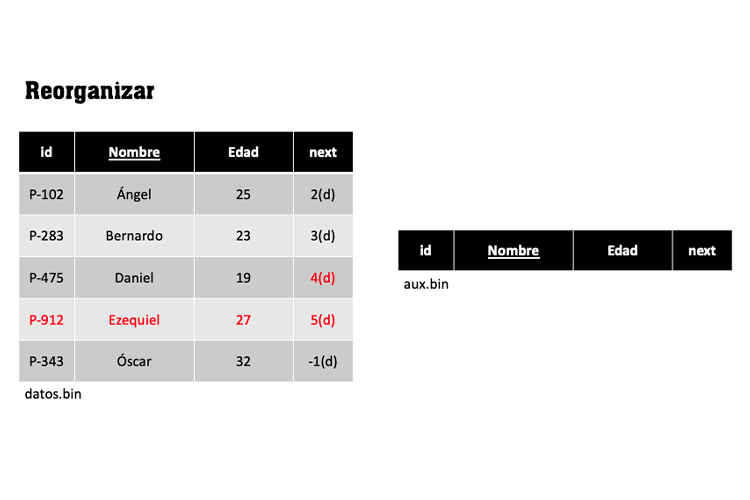 Reorganizar
id Nombre Edad next
P-102 Ángel 25 2(d)
P-283 Bernardo 23 3(d)
P-475 Daniel 19 4(d)
P-912 Ezequiel 27 5(d)
P-343 Óscar 32 -1(d)
datos.bin
id Nombre Edad next
aux.bin